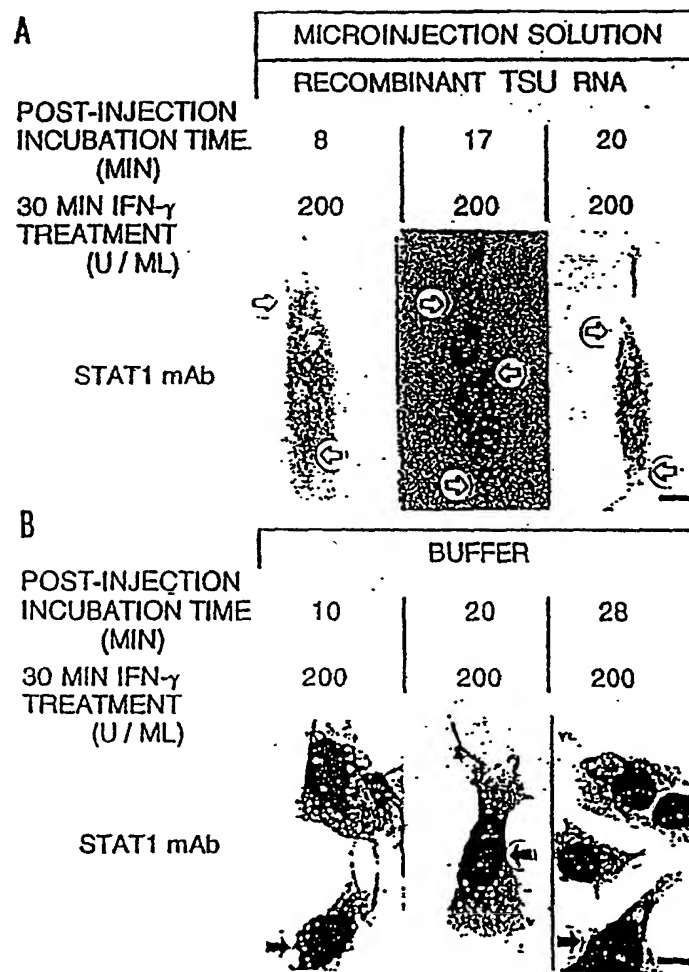 A
MICROINJECTION SOLUTION
RECOMBINANT TSU RNA
POST-INJECTION
INCUBATION TIME 8 17 20
(MIN)
30 MIN IFN-γ 200 200 200
TREATMENT
(U / ML)
STAT1 mAb
B
BUFFER
POST-INJECTION
INCUBATION TIME 10 20 28
(MIN)
30 MIN IFN-γ 200 200 200
TREATMENT
(U / ML)
STAT1 mAb